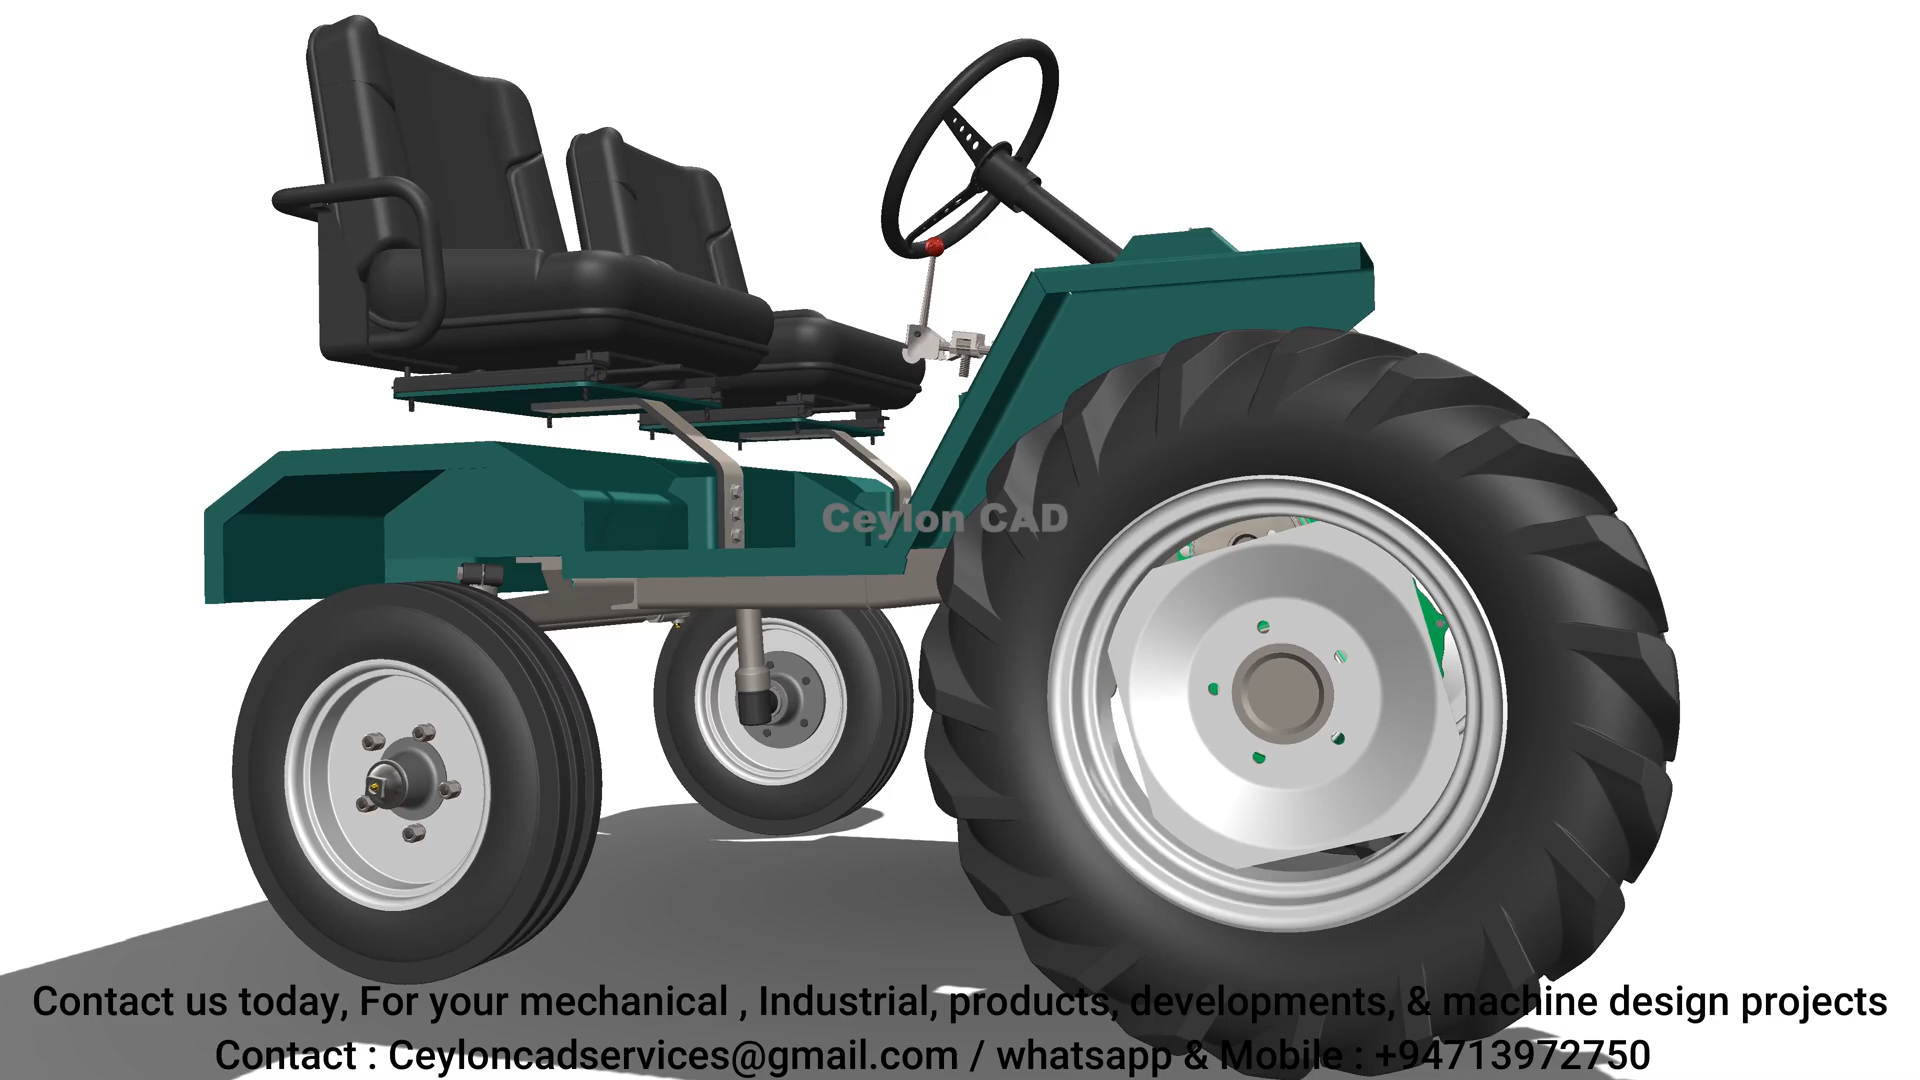 Ceylon CAD
Contact us today, For your mechanical , Industrial, products, developments, & machine design projects
Contact : Ceyloncadservices@gmail.com / whatsapp & Mobile : +94713972750